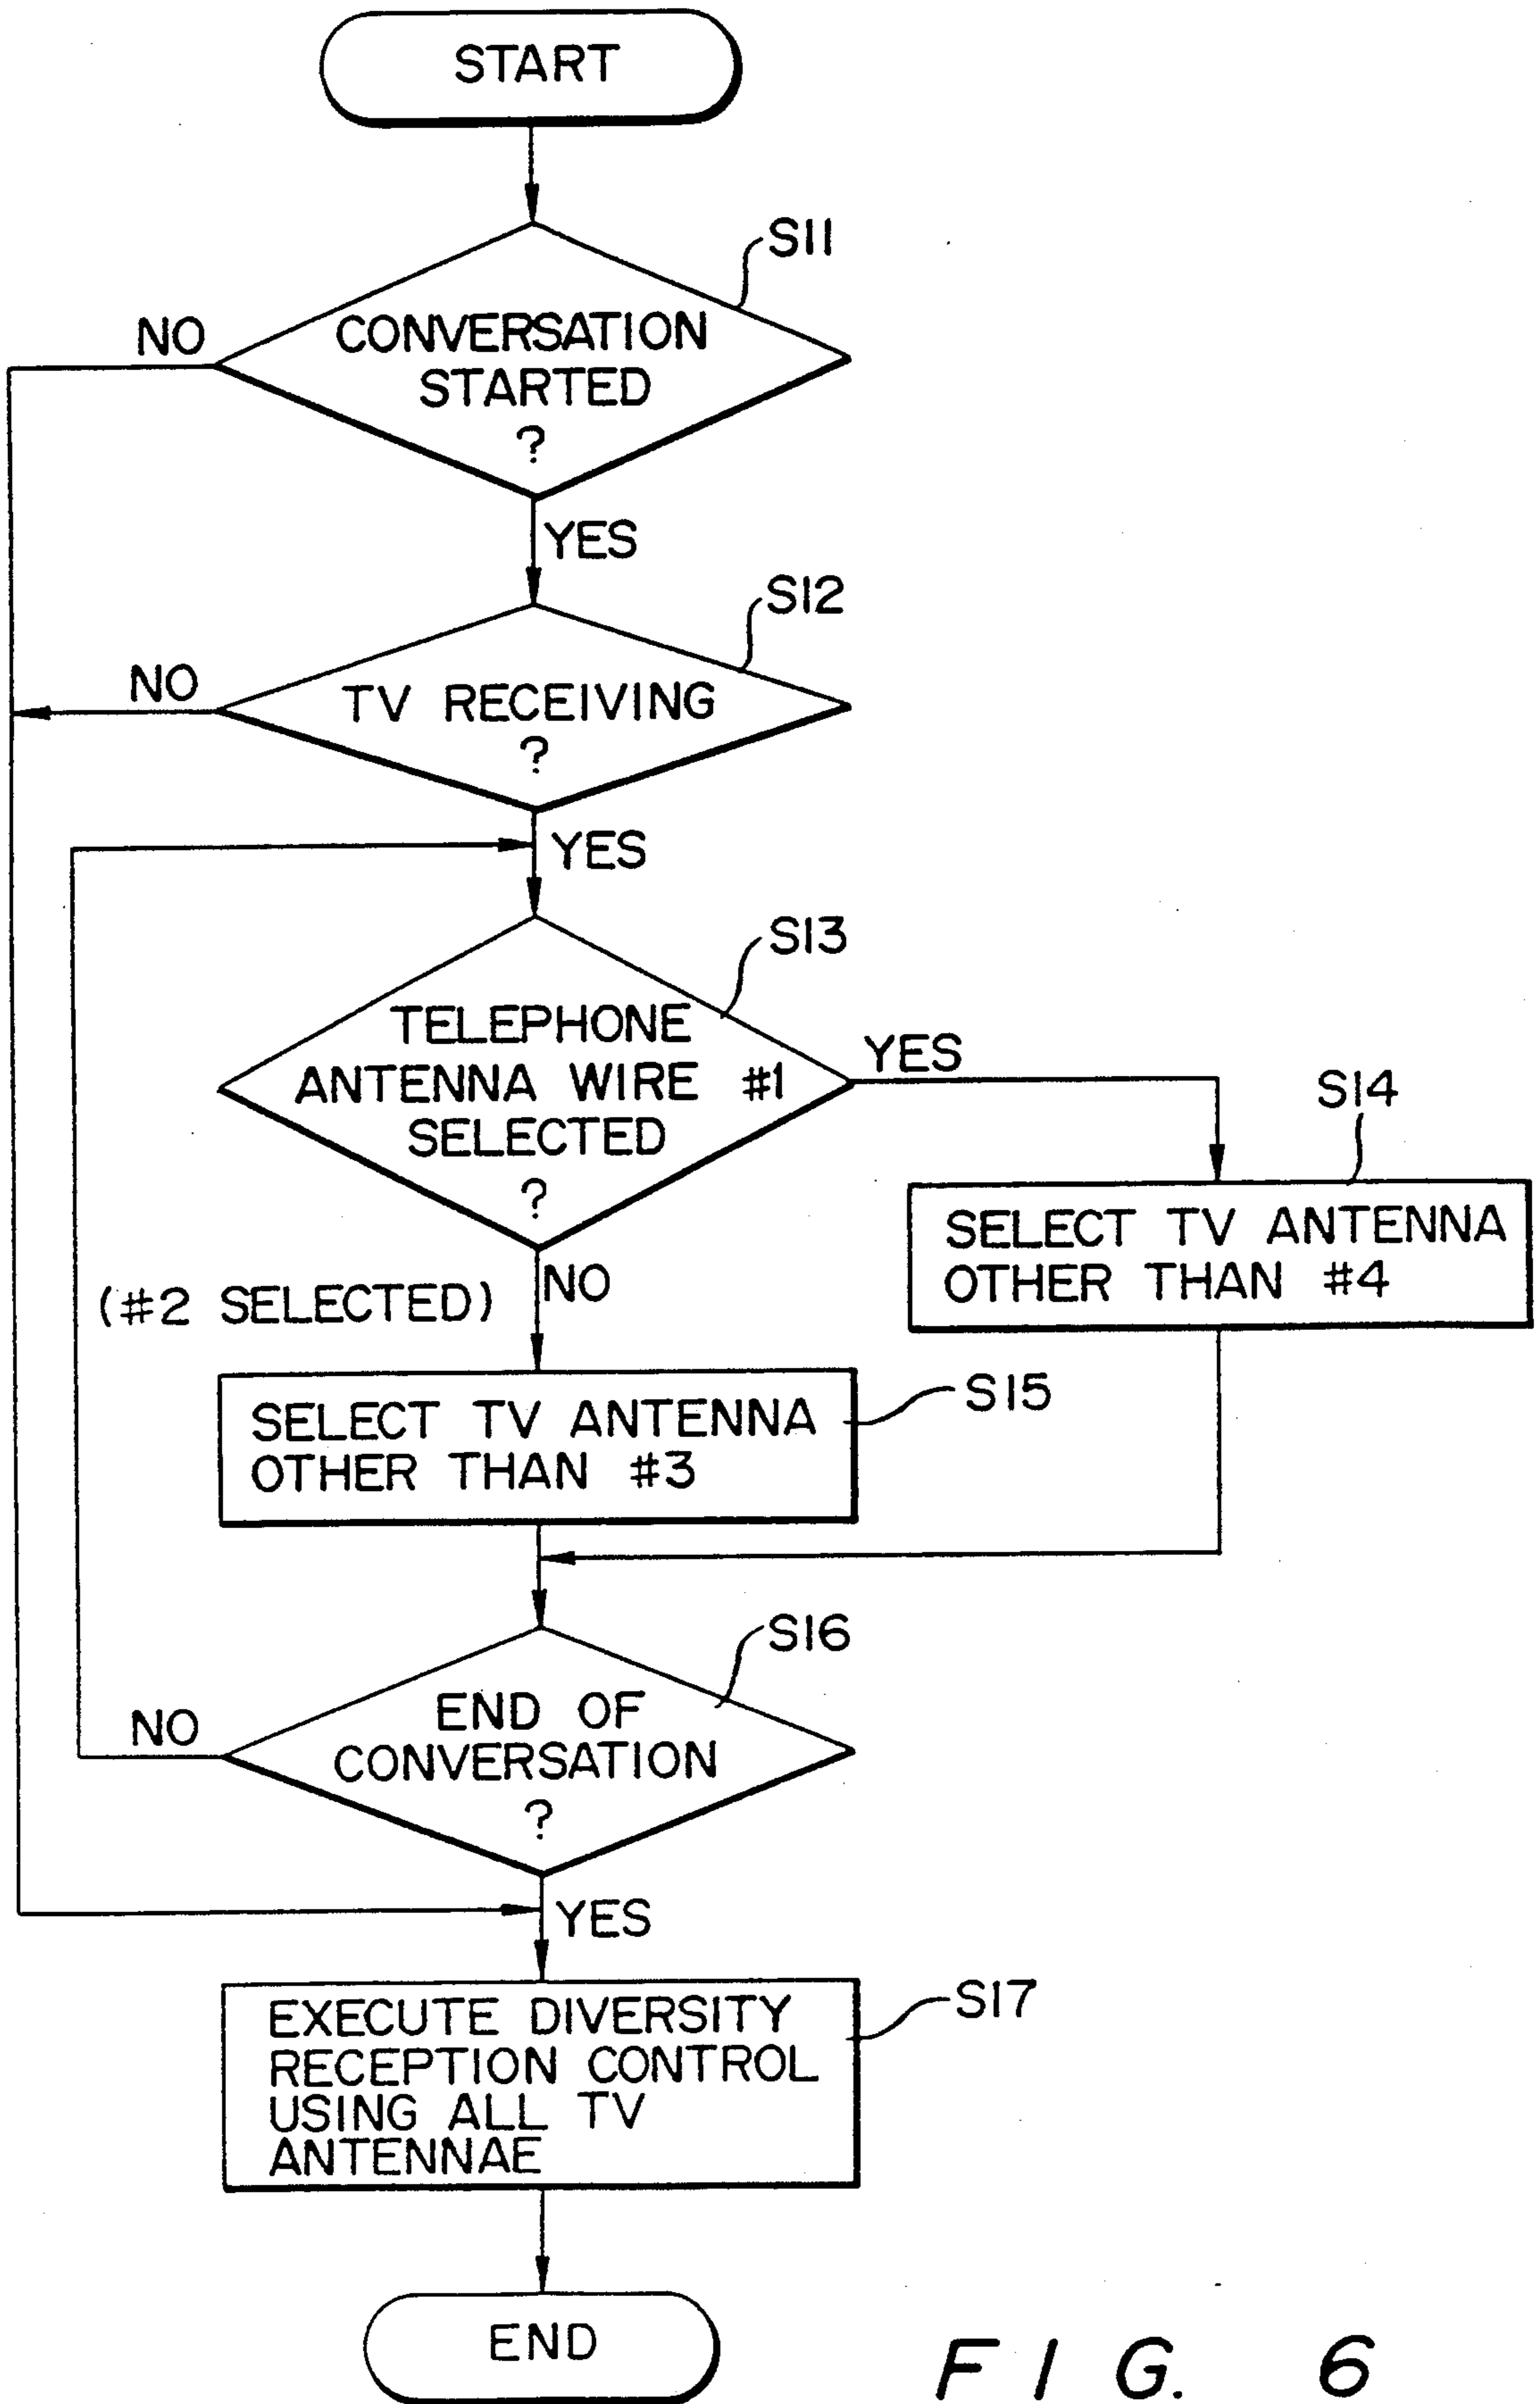 START
S11
NO
CONVERSATION
STARTED
?
YES
S12
NO
TV RECEIVING
?
YES
S13
TELEPHONE
ANTENNA WIRE #1
SELECTED
?
YES
S14
SELECT TV ANTENNA
OTHER THAN #4
NO
(#2 SELECTED)
S15
SELECT TV ANTENNA
OTHER THAN #3
S16
NO
END OF
CONVERSATION
?
YES
S17
EXECUTE DIVERSITY
RECEPTION CONTROL
USING ALL TV
ANTENNAE
END
FIG. 6